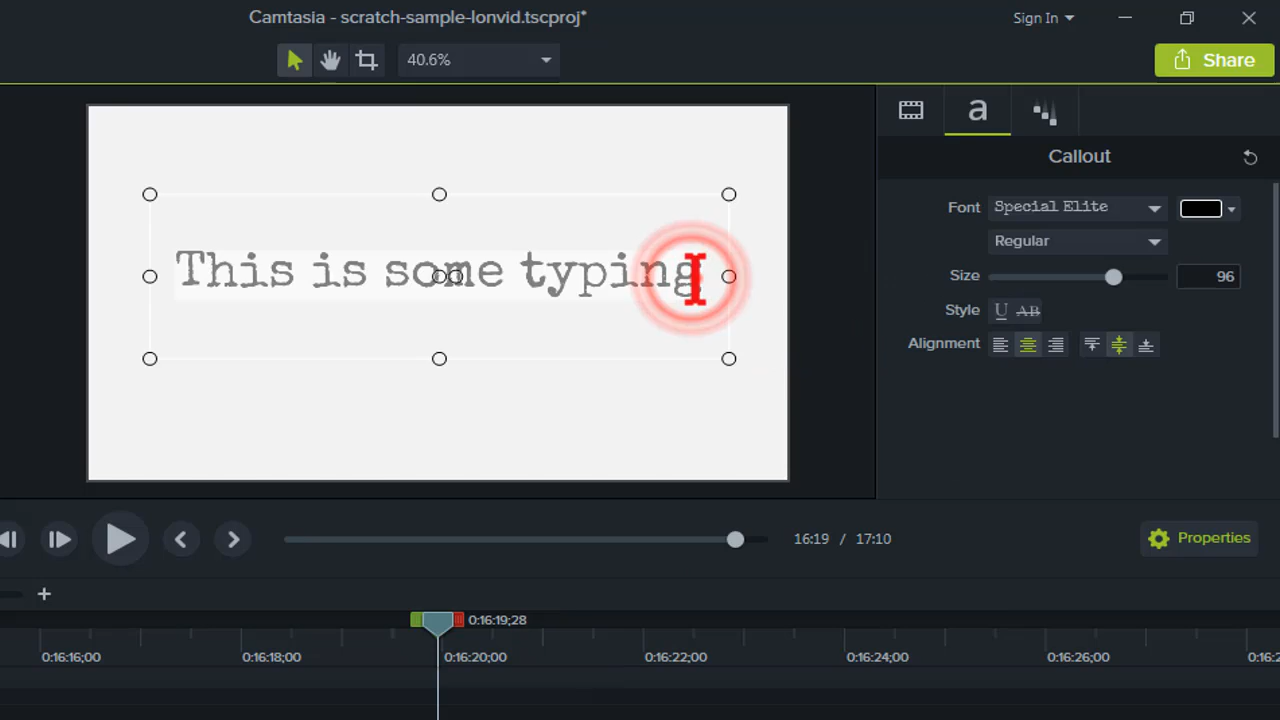 Camtasia - scratch-sample-lonvid.tscproj*
Sign In
40.6%
Share
a
Callout
This is some typing
Font Special Elite
Regular
Size 96
Style U AB
Alignment
16:19 / 17:10
Properties
0:16:19;28
0:16:16;00 0:16:18;00 0:16:20;00 0:16:22;00 0:16:24;00 0:16:26;00